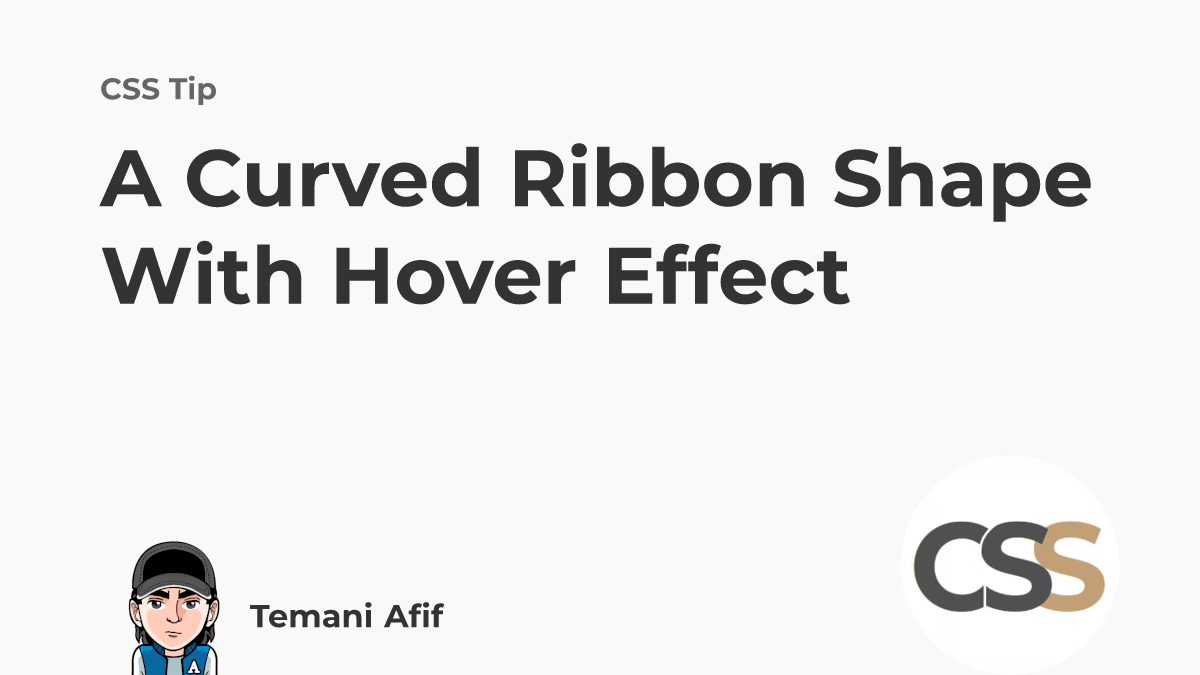 CSS Tip
A Curved Ribbon Shape
With Hover Effect
A
Temani Afif
CSS